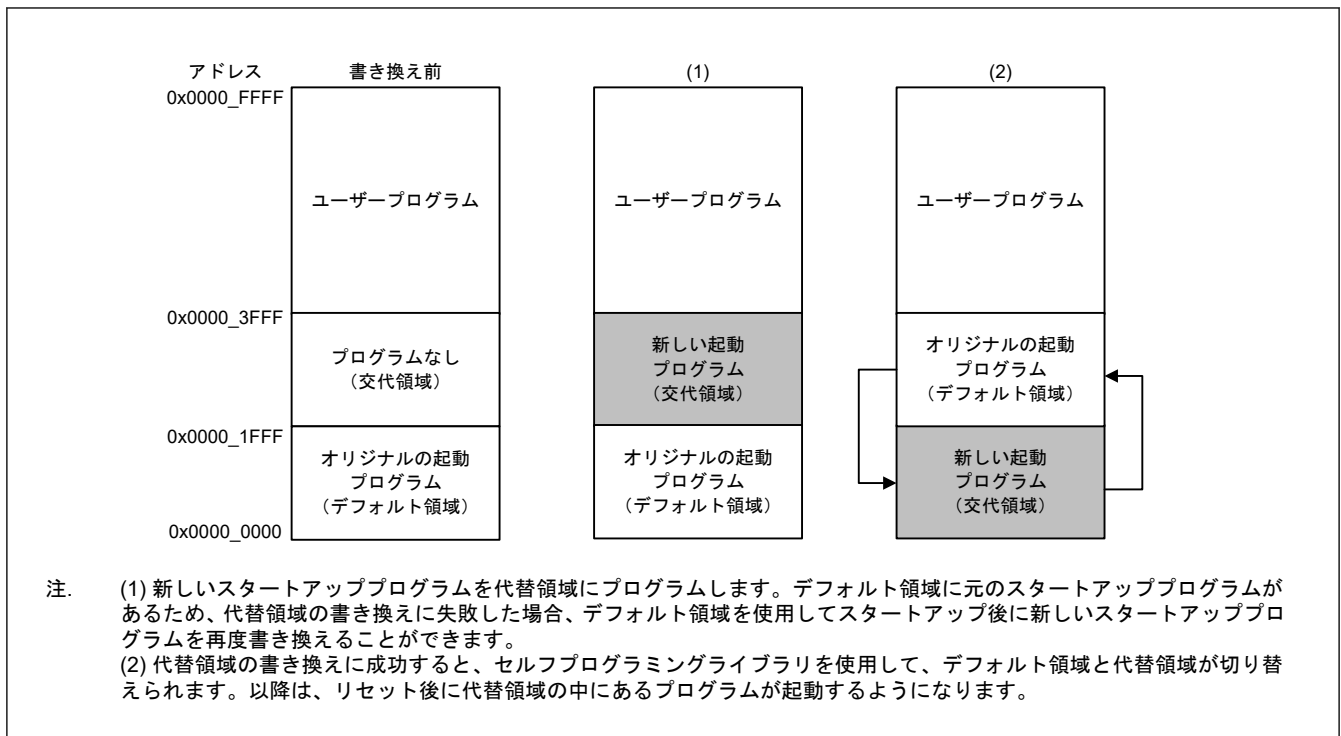 アドレス
書き換え前
(1)
(2)
0x0000_FFFF
ユーザープログラム
ユーザープログラム
ユーザープログラム
0x0000_3FFF
プログラムなし
(交代領域)
新しい起動
プログラム
(交代領域)
オリジナルの起動
プログラム
(デフォルト領域)
0x0000_1FFF
オリジナルの起動
プログラム
(デフォルト領域)
オリジナルの起動
プログラム
(デフォルト領域)
新しい起動
プログラム
(交代領域)
0x0000_0000
注. (1) 新しいスタートアッププログラムを代替領域にプログラムします。デフォルト領域に元のスタートアッププログラムが
あるため、代替領域の書き換えに失敗した場合、デフォルト領域を使用してスタートアップ後に新しいスタートアッププロ
グラムを再度書き換えることができます。
(2) 代替領域の書き換えに成功すると、セルフプログラミングライブラリを使用して、デフォルト領域と代替領域が切り替
えられます。以降は、リセット後に代替領域の中にあるプログラムが起動するようになります。